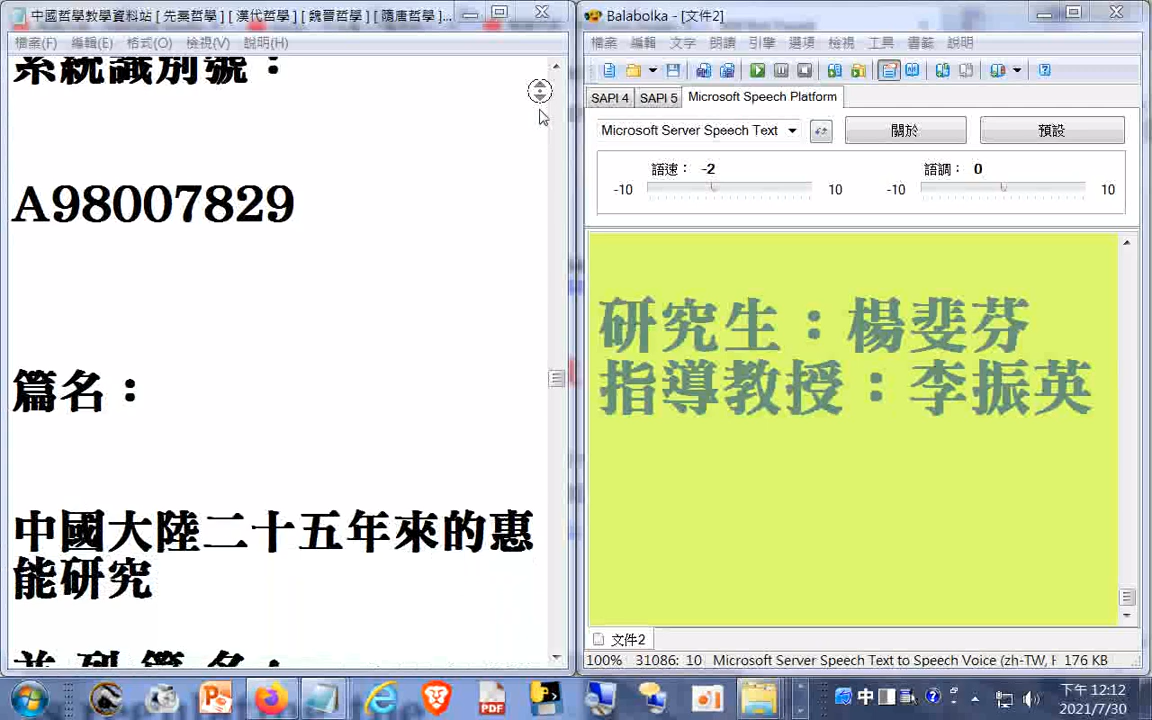 中國哲學教學資料站 [ 先秦哲學 ] [ 漢代哲學 ] [ 魏晉哲學 ] [ 隋唐哲學 ]...
檔案(F) 編輯(E) 格式(O) 檢視(V) 說明(H)
系統識別號：
A98007829
篇名：
中國大陸二十五年來的惠
能研究
並列篇名：
Balabolka - [文件2]
檔案 編輯 文字 朗讀 引擎 選項 檢視 工具 書籤 說明
SAPI 4 SAPI 5 Microsoft Speech Platform
Microsoft Server Speech Text 關於 預設
語速： -2 語調： 0
-10 10 -10 10
研究生：楊斐芬
指導教授：李振英
文件2
100% 31086: 10 Microsoft Server Speech Text to Speech Voice (zh-TW, H 176 KB
PDF 中 下午 12:12
2021/7/30